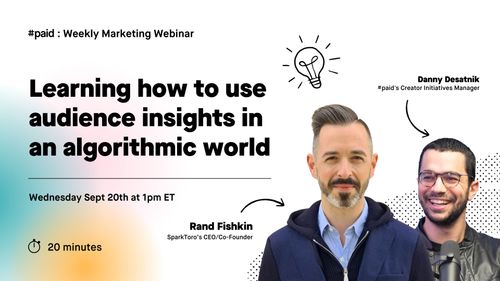 #paid : Weekly Marketing Webinar
Learning how to use
audience insights in
an algorithmic world
Wednesday Sept 20th at 1pm ET
20 minutes
Rand Fishkin
SparkToro's CEO/Co-Founder
Danny Desatnik
#paid's Creator Initiatives Manager